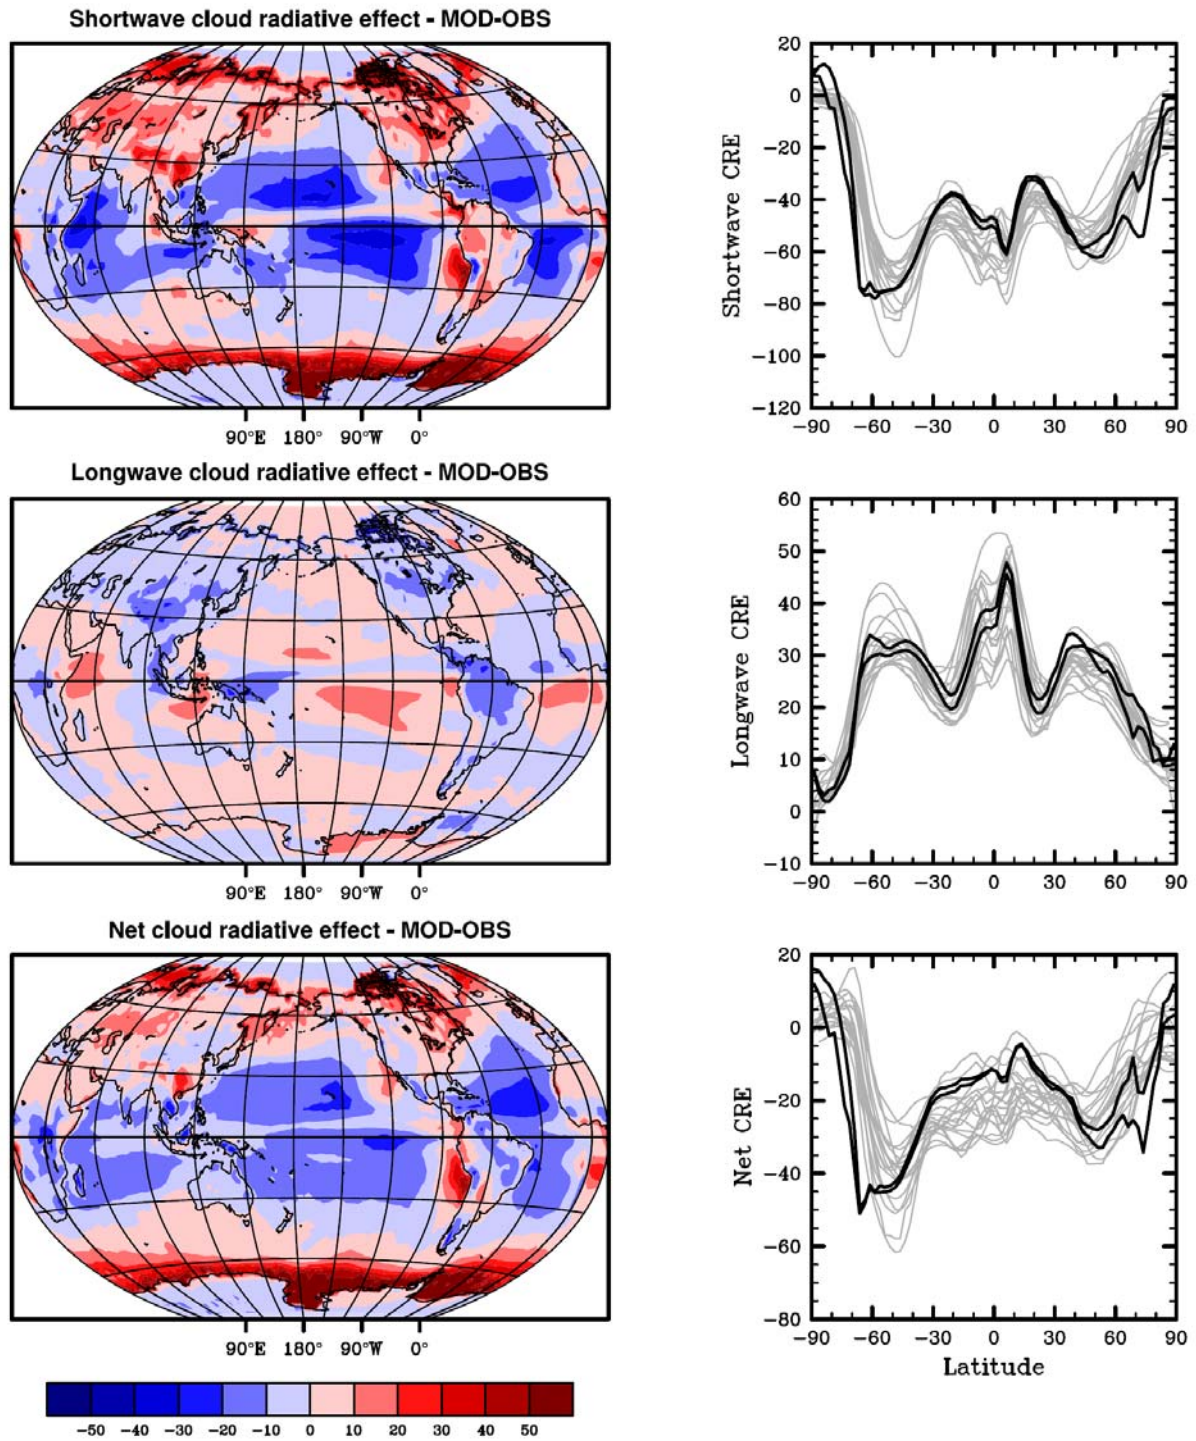 Shortwave cloud radiative effect - MOD-OBS
90°E 180° 90°W 0°
20
0
-20
-40
-60
-80
-100
-120
Shortwave CRE
-90 -60 -30 0 30 60 90
Longwave cloud radiative effect - MOD-OBS
90°E 180° 90°W 0°
60
50
40
30
20
10
0
-10
Longwave CRE
-90 -60 -30 0 30 60 90
Net cloud radiative effect - MOD-OBS
90°E 180° 90°W 0°
20
0
-20
-40
-60
-80
Net CRE
-90 -60 -30 0 30 60 90
Latitude
-50 -40 -30 -20 -10 0 10 20 30 40 50